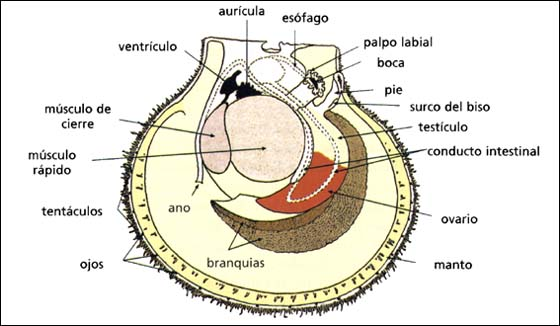 aurícula
esófago
ventrículo
palpo labial
boca
pie
surco del biso
músculo de
cierre
testículo
músculo
rápido
conducto intestinal
ano
tentáculos
ovario
branquias
ojos
manto